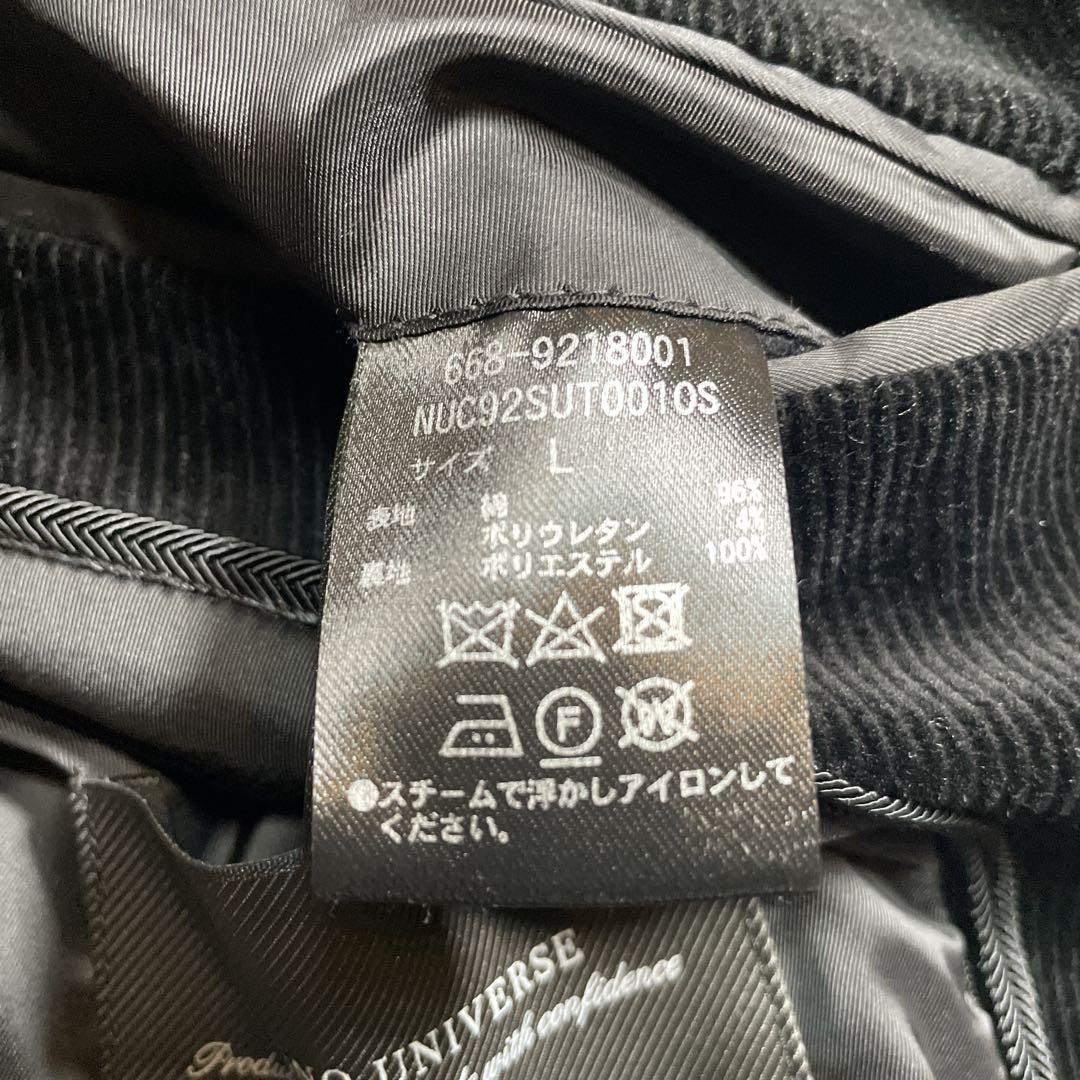 668-9218001
NUC92SUT0010S
サイズ L
表地 綿 96%
ポリウレタン 4%
裏地 ポリエステル 100%
F
W
●スチームで浮かしアイロンして
ください。
UNIVERSE
with confidence